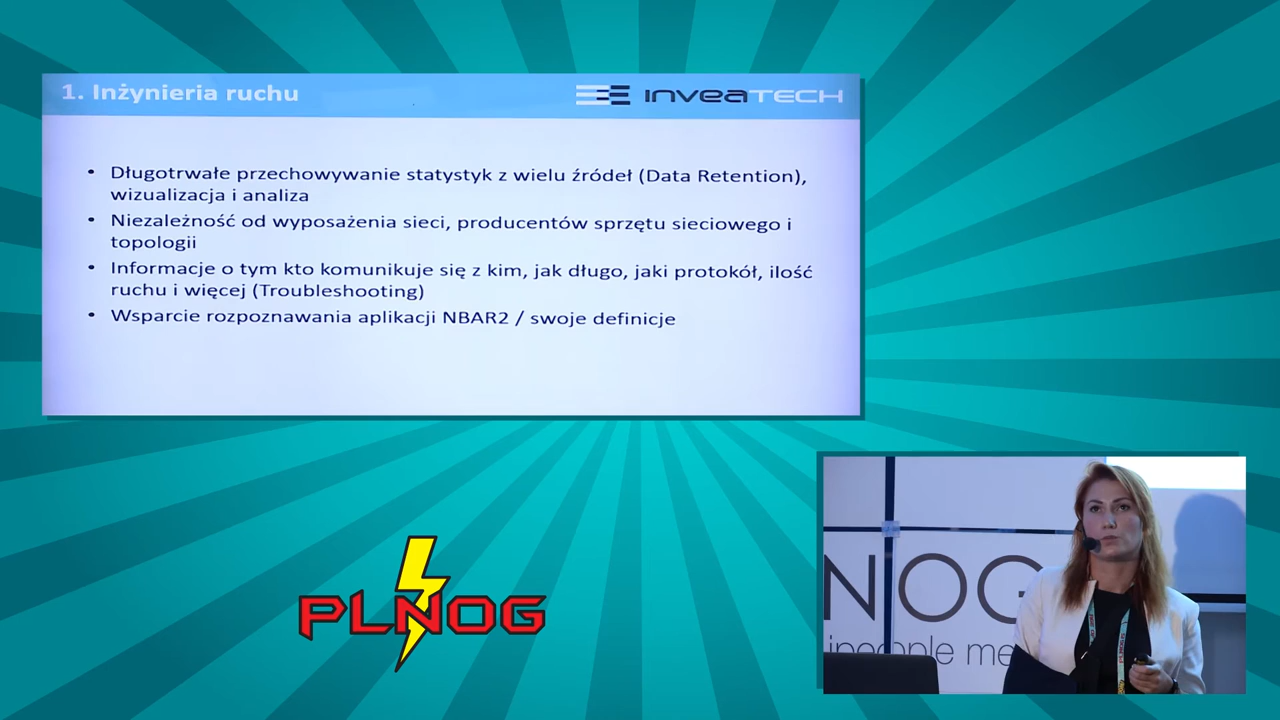 1. Inżynieria ruchu
INVEATECH
• Długotrwałe przechowywanie statystyk z wielu źródeł (Data Retention),
wizualizacja i analiza
• Niezależność od wyposażenia sieci, producentów sprzętu sieciowego i
topologii
• Informacje o tym kto komunikuje się z kim, jak długo, jaki protokół, ilość
ruchu i więcej (Troubleshooting)
• Wsparcie rozpoznawania aplikacji NBAR2 / swoje definicje
PLNOG
NOG
people me